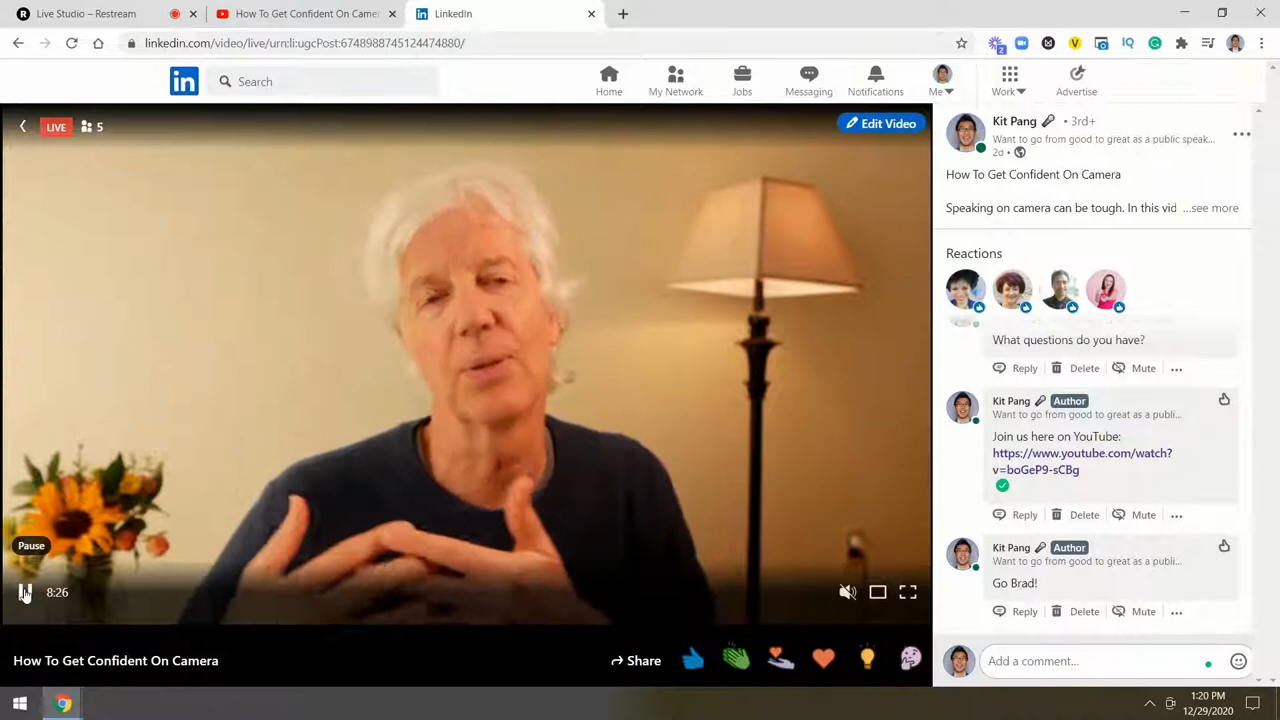 Live Studio – Restream
How To Get Confident On Came
LinkedIn
linkedin.com/video/live/urn:li:ugcPost:6748988745124474880/
2
in
Search
Home
My Network
Jobs
Messaging
Notifications
Me
Work
Advertise
LIVE
5
Edit Video
Kit Pang
• 3rd+
Want to go from good to great as a public speak...
2d •
How To Get Confident On Camera
Speaking on camera can be tough. In this vid ...see more
Reactions
What questions do you have?
Reply
Delete
Mute
...
Kit Pang
Author
Want to go from good to great as a publi...
Join us here on YouTube:
https://www.youtube.com/watch?
v=boGeP9-sCBg
Reply
Delete
Mute
...
Kit Pang
Author
Want to go from good to great as a publi...
Go Brad!
Reply
Delete
Mute
...
Pause
8:26
How To Get Confident On Camera
Share
Add a comment...
1:20 PM
12/29/2020